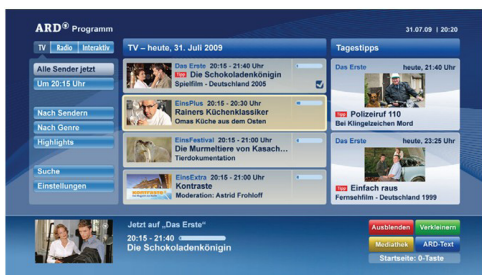 ARD® Programm
31.07.09 | 20:20
TV Radio Interaktiv
TV – heute, 31. Juli 2009
Tagestipps
Alle Sender jetzt
Um 20:15 Uhr
Nach Sendern
Nach Genre
Highlights
Suche
Einstellungen
Das Erste 20:15 - 21:40 Uhr
Tipp Die Schokoladenkönigin
Spielfilm - Deutschland 2005
EinsPlus 20:15 - 20:30 Uhr
Rainers Küchenklassiker
Omas Küche aus dem Osten
EinsFestival 20:15 - 21:00 Uhr
Die Murmeltiere von Kasach...
Tierdokumentation
EinsExtra 20:15 - 21:00 Uhr
Kontraste
Moderation: Astrid Frohloff
KONTRASTE
Das Erste heute, 21:40 Uhr
Tipp Polizeiruf 110
Bei Klingelzeichen Mord
Das Erste heute, 23:25 Uhr
Tipp Einfach raus
Fernsehfilm - Deutschland 1999
Jetzt auf „Das Erste“
20:15 - 21:40
Die Schokoladenkönigin
Ausblenden Verkleinern
Mediathek ARD-Text
Startseite: 0-Taste